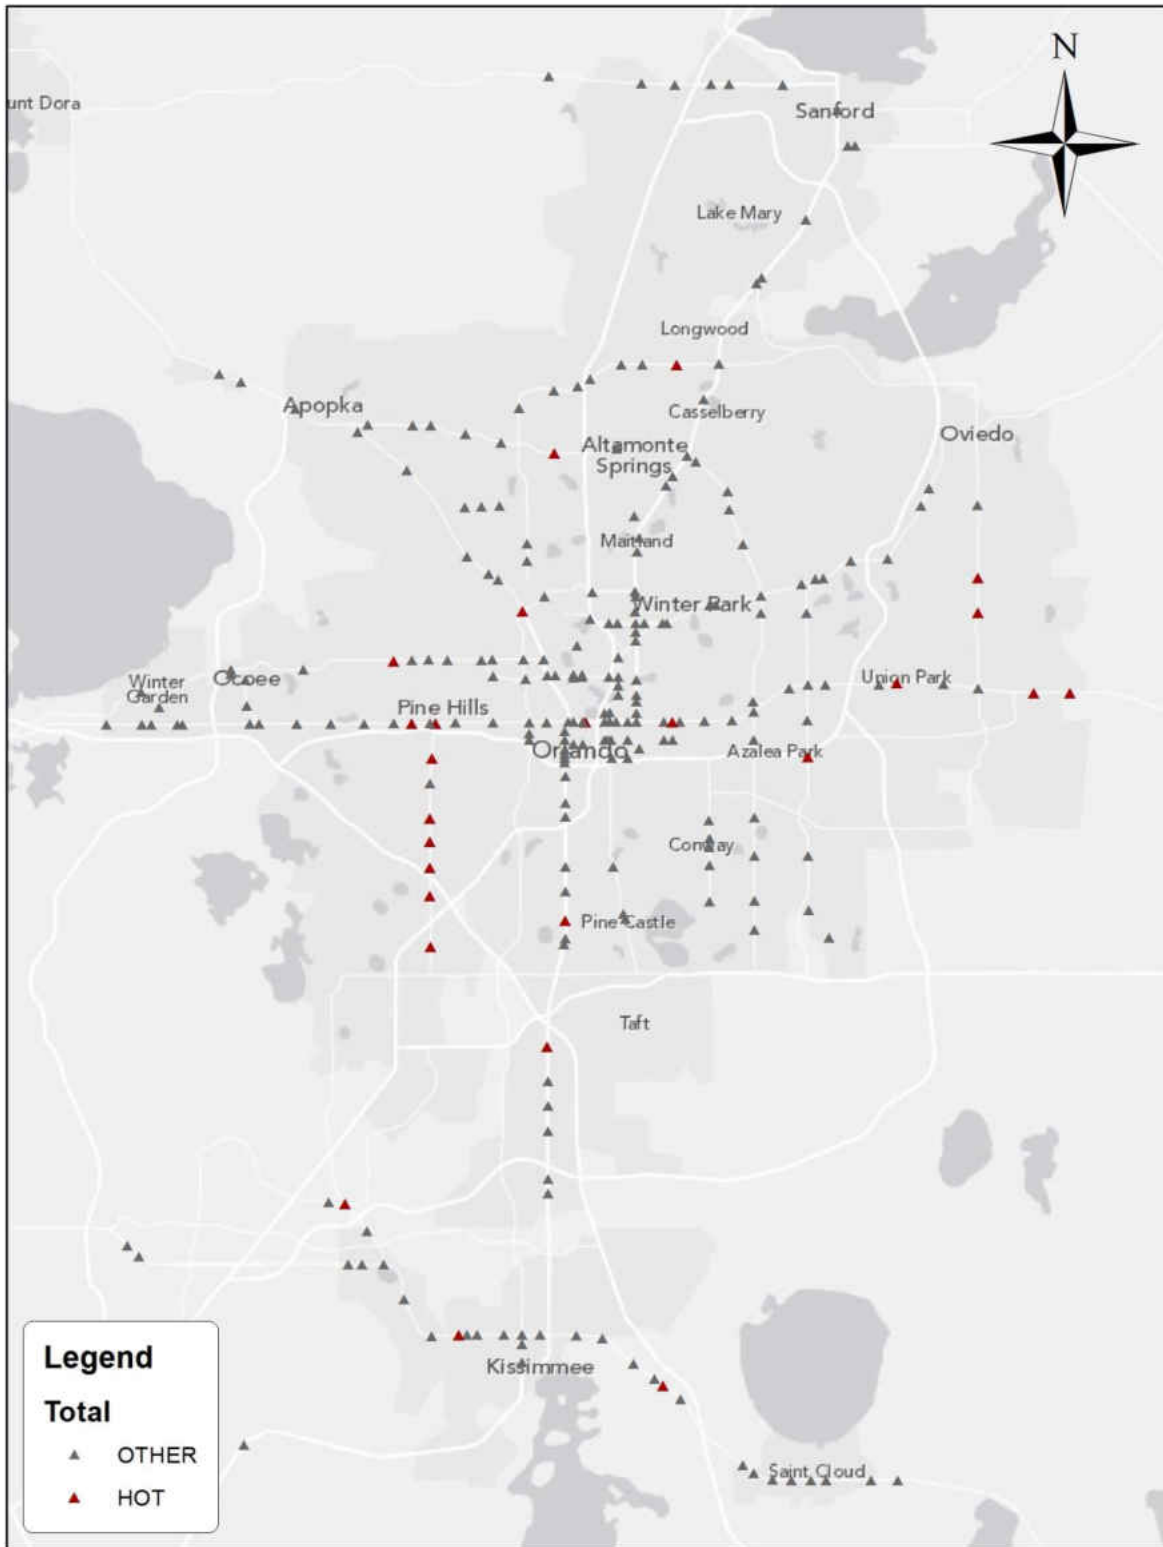 N
unt Dora
Sanford
Lake Mary
Longwood
Apopka
Casselberry
Oviedo
Altamonte
Springs
Maitland
Winter Park
Winter
Garden
Ocoee
Union Park
Pine Hills
Orlando
Azalea Park
Conway
Pine Castle
Taft
Kissimmee
Saint Cloud
Legend
Total
OTHER
HOT